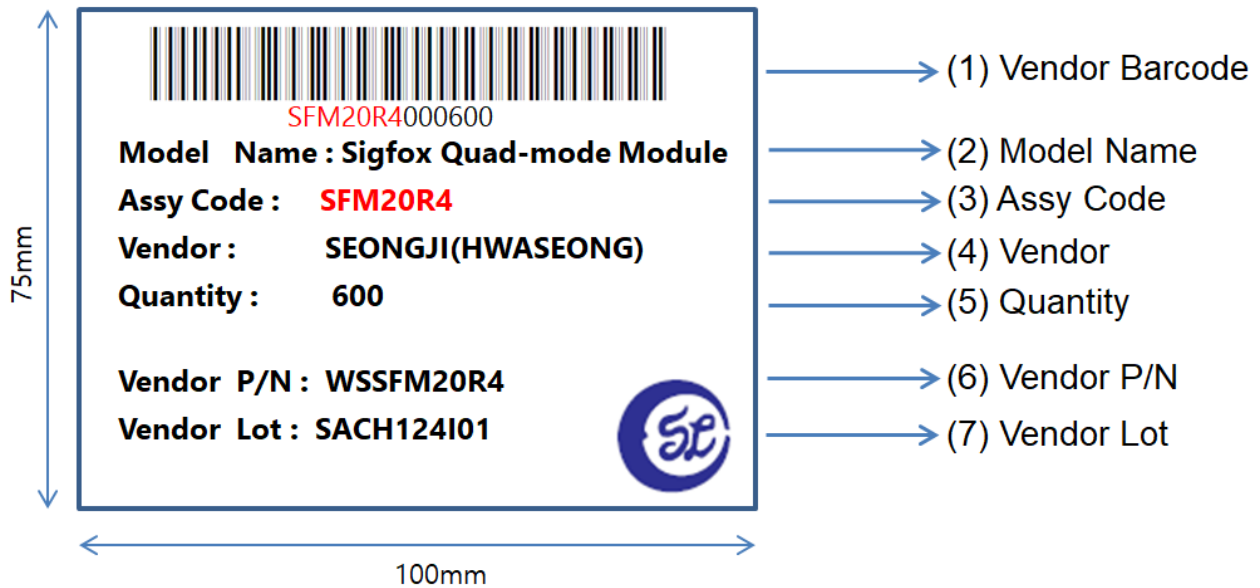 SFM20R4000600
Model Name : Sigfox Quad-mode Module
Assy Code : SFM20R4
Vendor : SEONGJI(HWASEONG)
Quantity : 600
Vendor P/N : WSSFM20R4
Vendor Lot : SACH124I01
SL
(1) Vendor Barcode
(2) Model Name
(3) Assy Code
(4) Vendor
(5) Quantity
(6) Vendor P/N
(7) Vendor Lot
75mm
100mm